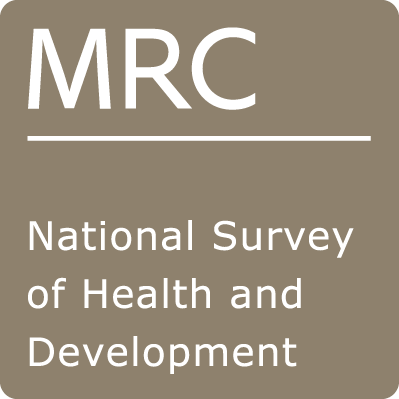 MRC
National Survey
of Health and
Development